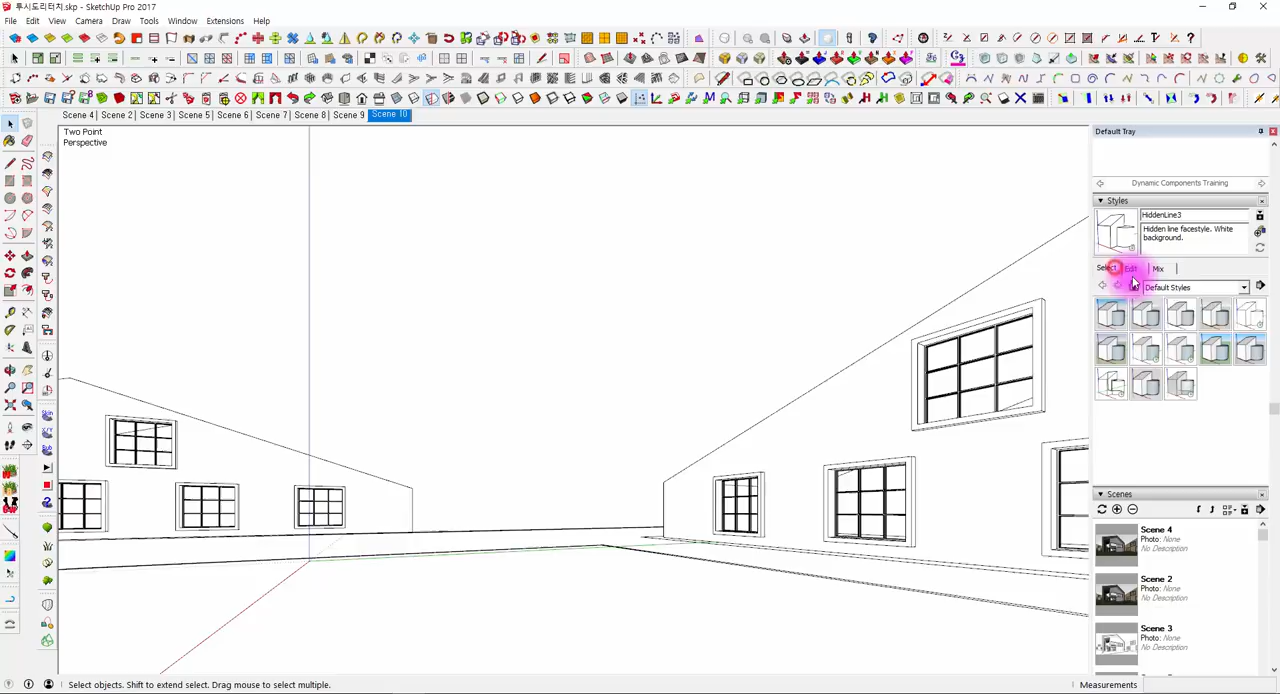 투시도리터치.skp - SketchUp Pro 2017
File Edit View Camera Draw Tools Window Extensions Help
Scene 4 Scene 2 Scene 3 Scene 5 Scene 6 Scene 7 Scene 8 Scene 9 Scene 10
Two Point
Perspective
Default Tray
Dynamic Components Training
Styles
HiddenLine3
Hidden line facestyle. White
background.
Select Edit Mix
Default Styles
Scenes
Scene 4
Photo: None
No Description
Scene 2
Photo: None
No Description
Scene 3
Photo: None
No Description
Select objects. Shift to extend select. Drag mouse to select multiple.
Measurements